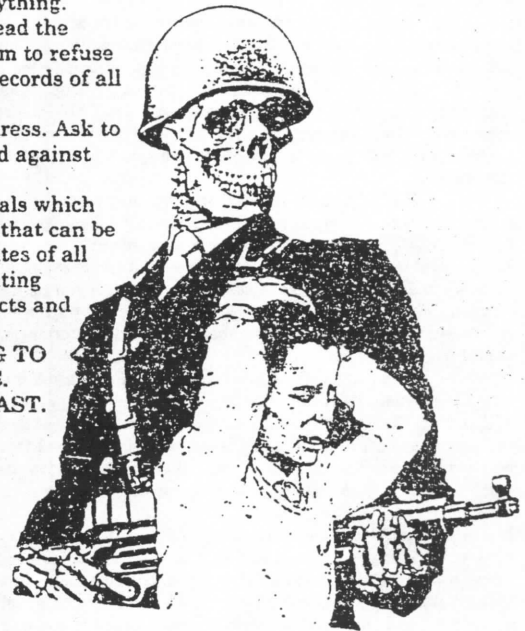 ything.
ead the
m to refuse
ecords of all
ress. Ask to
d against
als which
that can be
tes of all
ting
cts and
G TO
AST.